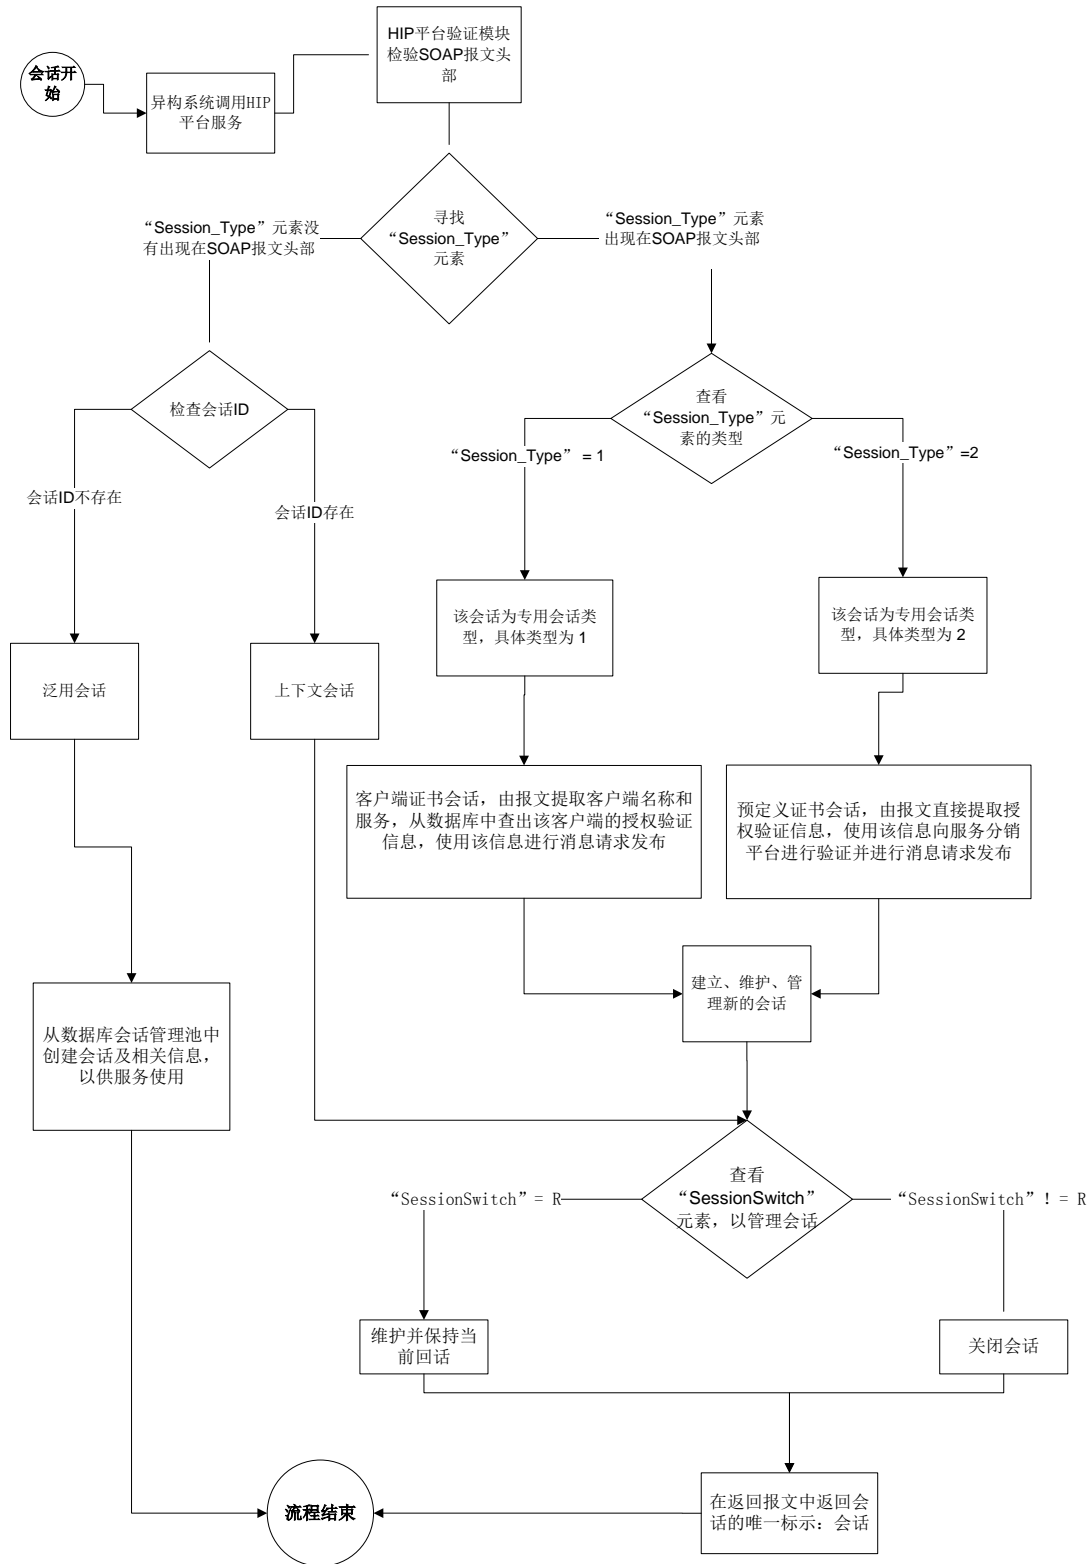 HIP平台验证模块
检验SOAP报文头
部
会话开
始
异构系统调用HIP
平台服务
寻找
“Session_Type”
元素
“Session_Type”元素没
有出现在SOAP报文头部
“Session_Type”元素
出现在SOAP报文头部
检查会话ID
查看
“Session_Type”元
素的类型
“Session_Type” = 1
“Session_Type”=2
会话ID不存在
会话ID存在
该会话为专用会话类
型，具体类型为 1
该会话为专用会话类
型，具体类型为 2
泛用会话
上下文会话
客户端证书会话，由报文提取客户端名称和
服务，从数据库中查出该客户端的授权验证
信息，使用该信息进行消息请求发布
预定义证书会话，由报文直接提取授
权验证信息，使用该信息向服务分销
平台进行验证并进行消息请求发布
建立、维护、管
理新的会话
从数据库会话管理池中
创建会话及相关信息，
以供服务使用
查看
“SessionSwitch”
元素，以管理会话
“SessionSwitch”= R
“SessionSwitch”！= R
维护并保持当
前回话
关闭会话
在返回报文中返回会
话的唯一标示：会话
流程结束